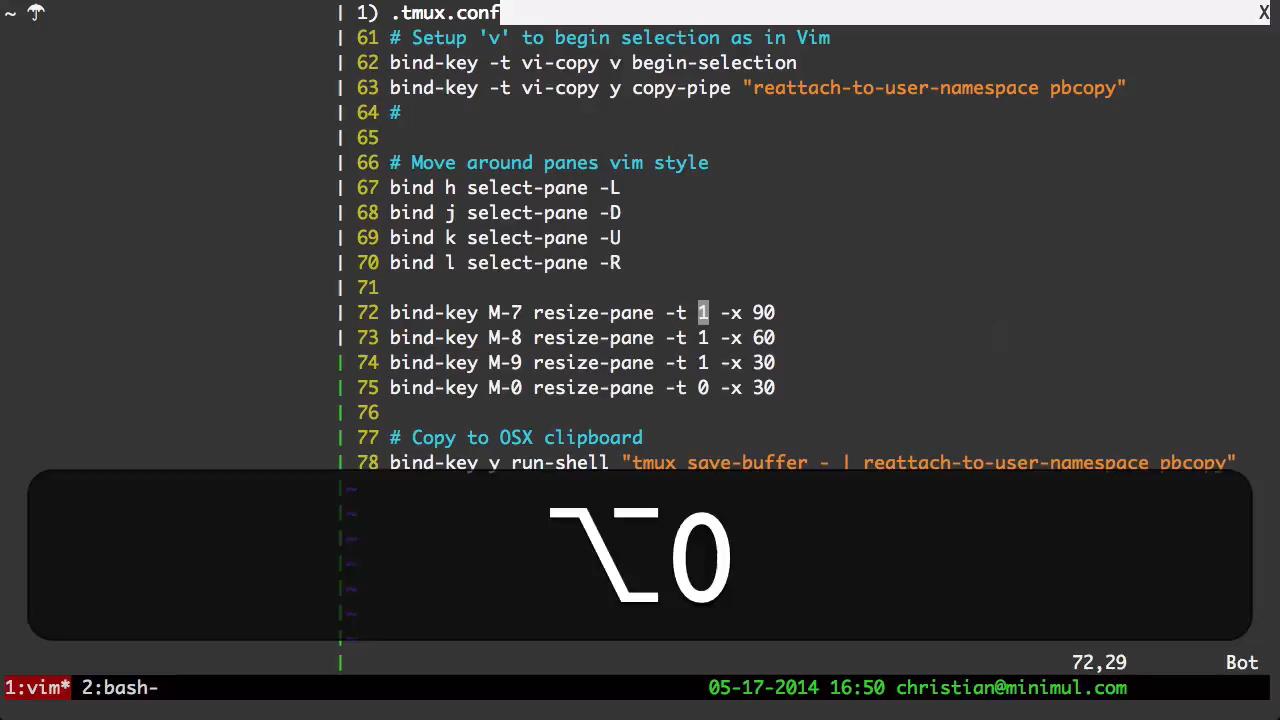 ~ ☂
1) .tmux.conf X
61 # Setup 'v' to begin selection as in Vim
62 bind-key -t vi-copy v begin-selection
63 bind-key -t vi-copy y copy-pipe "reattach-to-user-namespace pbcopy"
64 #
65
66 # Move around panes vim style
67 bind h select-pane -L
68 bind j select-pane -D
69 bind k select-pane -U
70 bind l select-pane -R
71
72 bind-key M-7 resize-pane -t 1 -x 90
73 bind-key M-8 resize-pane -t 1 -x 60
74 bind-key M-9 resize-pane -t 1 -x 30
75 bind-key M-0 resize-pane -t 0 -x 30
76
77 # Copy to OSX clipboard
78 bind-key y run-shell "tmux save-buffer - | reattach-to-user-namespace pbcopy"
~
~
~
~
~
~
~
⌥0
72,29 Bot
1:vim* 2:bash- 05-17-2014 16:50 christian@minimul.com